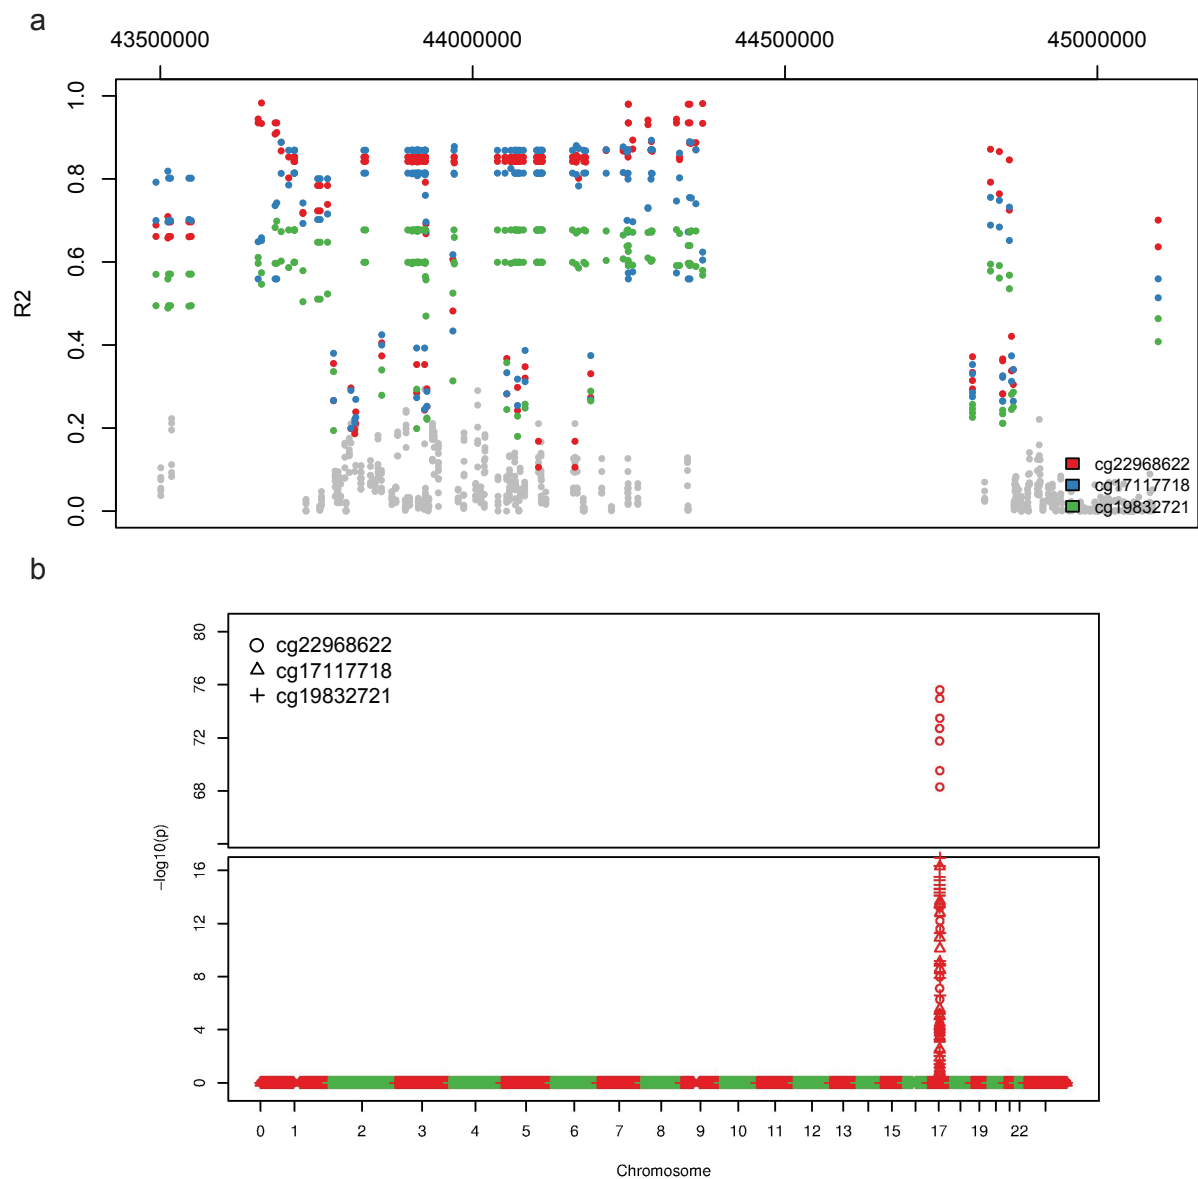 a
43500000 44000000 44500000 45000000
1.0
0.8
0.6
0.4
0.2
0.0
R2
cg22968622
cg17117718
cg19832721
b
80
76
72
68
cg22968622
cg17117718
cg19832721
−log10(p)
16
12
8
4
0
0 1 2 3 4 5 6 7 8 9 10 11 12 13 15 17 19 22
Chromosome